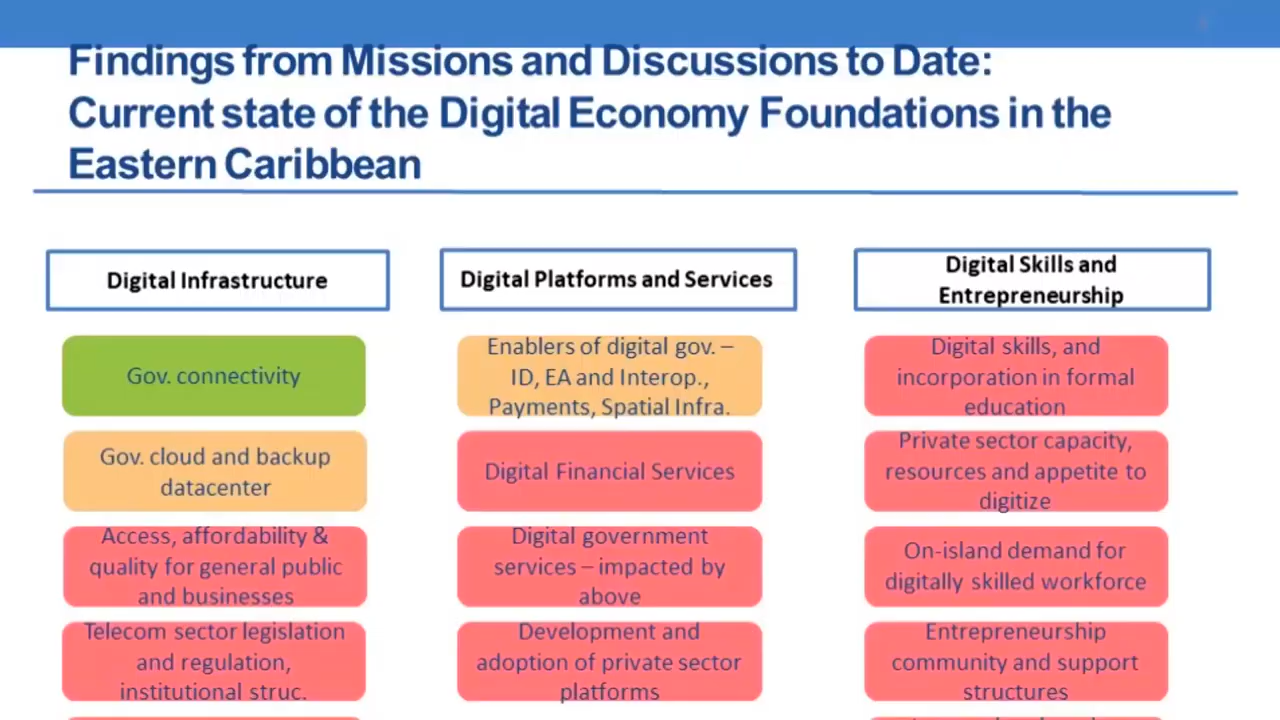 Findings from Missions and Discussions to Date:
Current state of the Digital Economy Foundations in the
Eastern Caribbean
Digital Infrastructure
Gov. connectivity
Gov. cloud and backup
datacenter
Access, affordability &
quality for general public
and businesses
Telecom sector legislation
and regulation,
institutional struc.
Digital Platforms and Services
Enablers of digital gov. –
ID, EA and Interop.,
Payments, Spatial Infra.
Digital Financial Services
Digital government
services – impacted by
above
Development and
adoption of private sector
platforms
Digital Skills and
Entrepreneurship
Digital skills, and
incorporation in formal
education
Private sector capacity,
resources and appetite to
digitize
On-island demand for
digitally skilled workforce
Entrepreneurship
community and support
structures